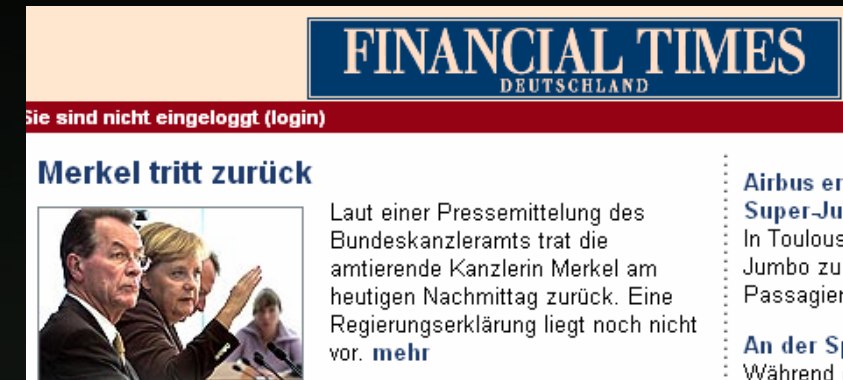 FINANCIAL TIMES
DEUTSCHLAND
Sie sind nicht eingeloggt (login)
Merkel tritt zurück
Laut einer Pressemittelung des
Bundeskanzleramts trat die
amtierende Kanzlerin Merkel am
heutigen Nachmittag zurück. Eine
Regierungserklärung liegt noch nicht
vor. mehr
Airbus er
Super-Ju
In Toulous
Jumbo zu
Passagier
An der Sp
Während